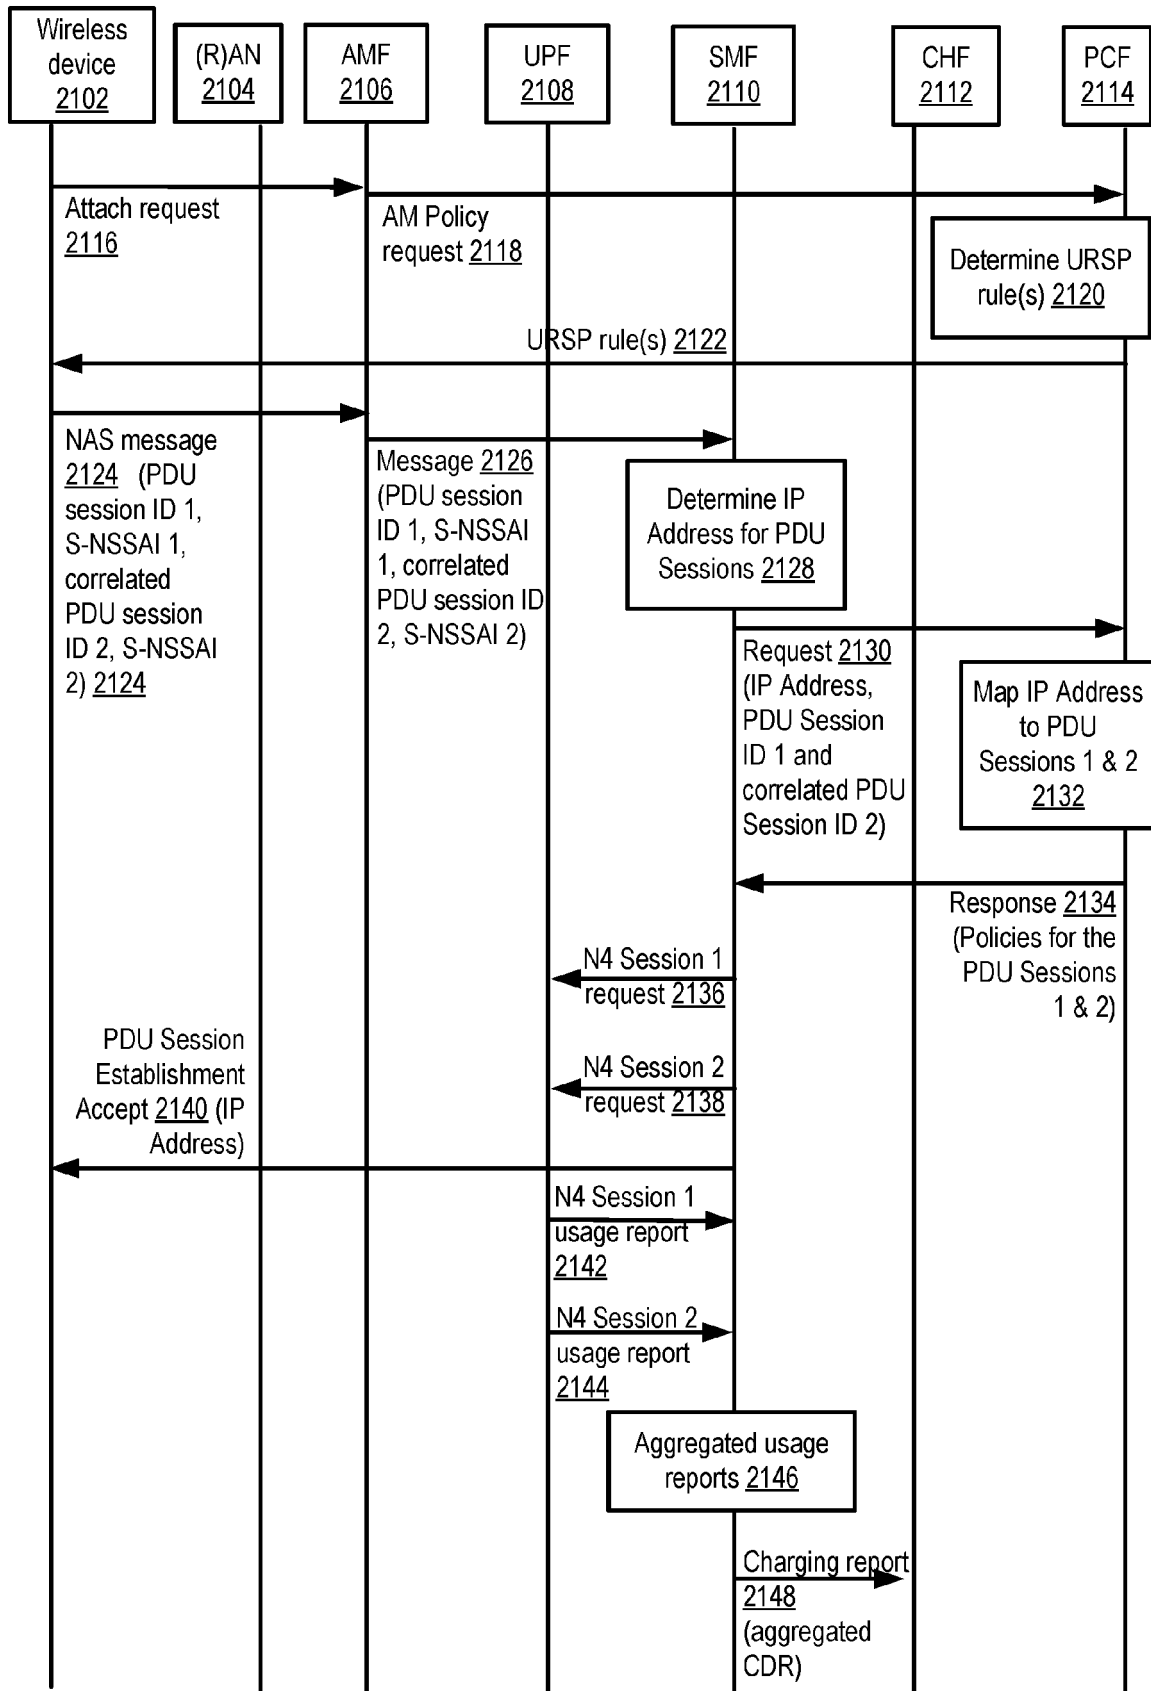 Wireless
device
2102
(R)AN
2104
AMF
2106
UPF
2108
SMF
2110
CHF
2112
PCF
2114
Attach request
2116
AM Policy
request 2118
Determine URSP
rule(s) 2120
URSP rule(s) 2122
NAS message
2124 (PDU
session ID 1,
S-NSSAI 1,
correlated
PDU session
ID 2, S-NSSAI
2) 2124
Message 2126
(PDU session
ID 1, S-NSSAI
1, correlated
PDU session ID
2, S-NSSAI 2)
Determine IP
Address for PDU
Sessions 2128
Request 2130
(IP Address,
PDU Session
ID 1 and
correlated PDU
Session ID 2)
Map IP Address
to PDU
Sessions 1 & 2
2132
Response 2134
(Policies for the
PDU Sessions
1 & 2)
N4 Session 1
request 2136
N4 Session 2
request 2138
PDU Session
Establishment
Accept 2140 (IP
Address)
N4 Session 1
usage report
2142
N4 Session 2
usage report
2144
Aggregated usage
reports 2146
Charging report
2148
(aggregated
CDR)